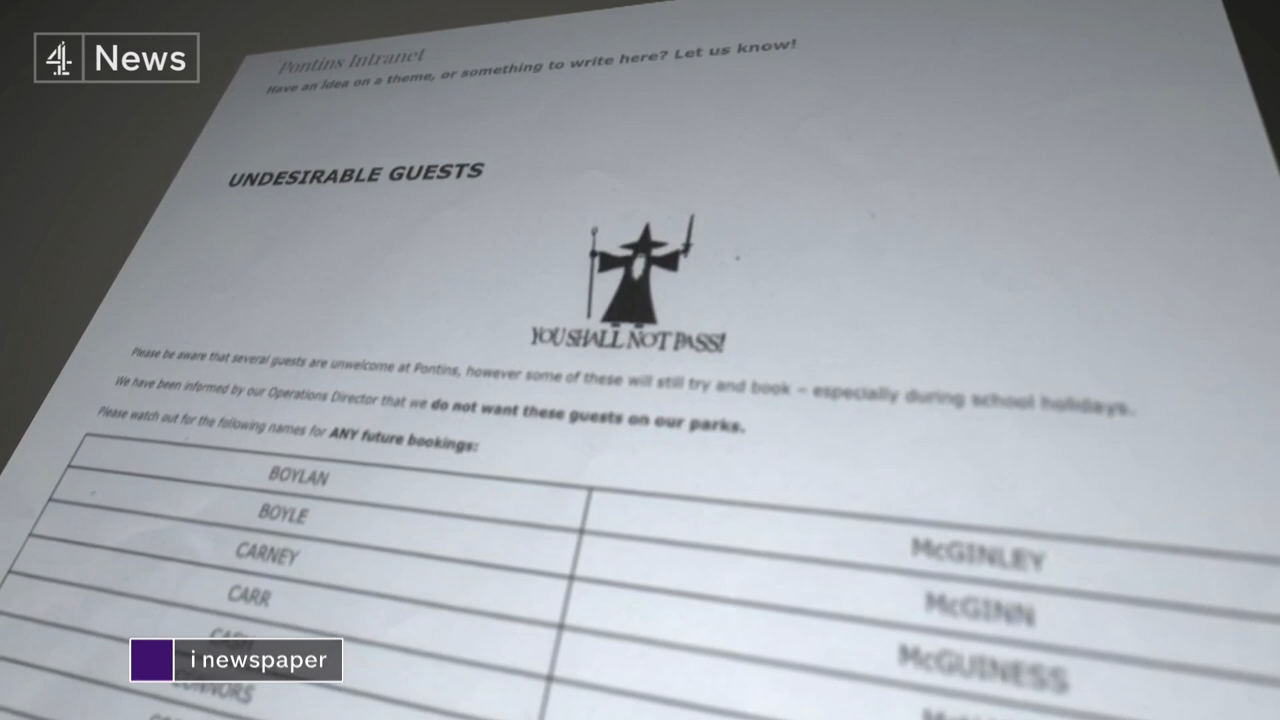 4 News
Pontins Intranet
Have an idea on a theme, or something to write here? Let us know!
UNDESIRABLE GUESTS
YOU SHALL NOT PASS!
Please be aware that several guests are unwelcome at Pontins, however some of these will still try and book – especially during school holidays.
We have been informed by our Operations Director that we do not want these guests on our parks.
Please watch out for the following names for ANY future bookings:
BOYLAN
BOYLE
McGINLEY
CARNEY
McGINN
CARR
McGUINESS
i newspaper